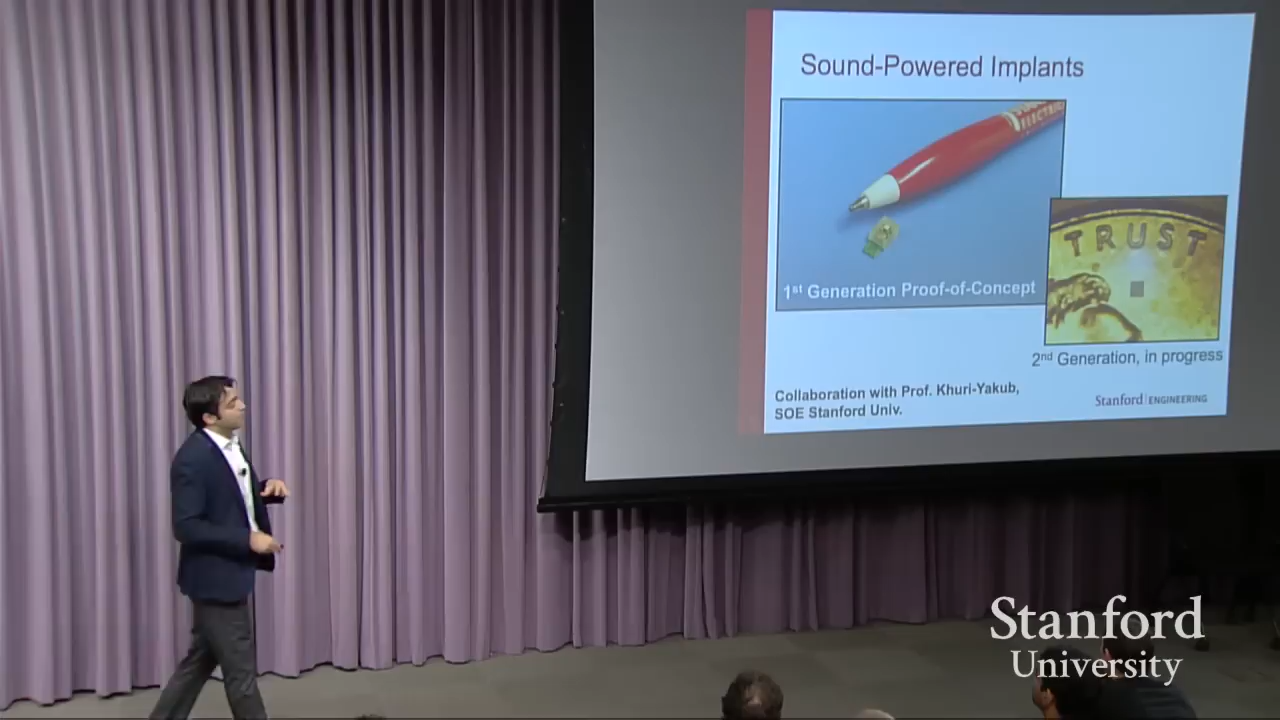 Sound-Powered Implants
ELECTRIC
TRUST
1st Generation Proof-of-Concept
2nd Generation, in progress
Collaboration with Prof. Khuri-Yakub,
SOE Stanford Univ.
Stanford | ENGINEERING
Stanford
University